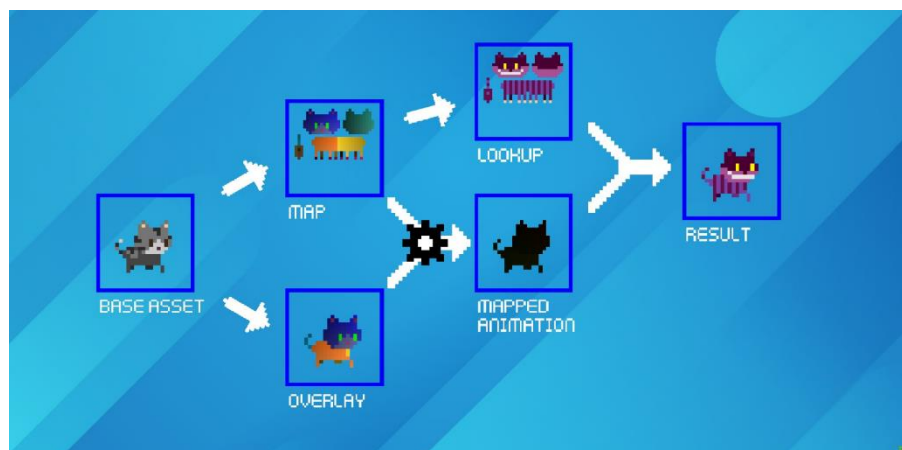 LOOKUP
MAP
RESULT
BASE ASSET
MAPPED
ANIMATION
OVERLAY